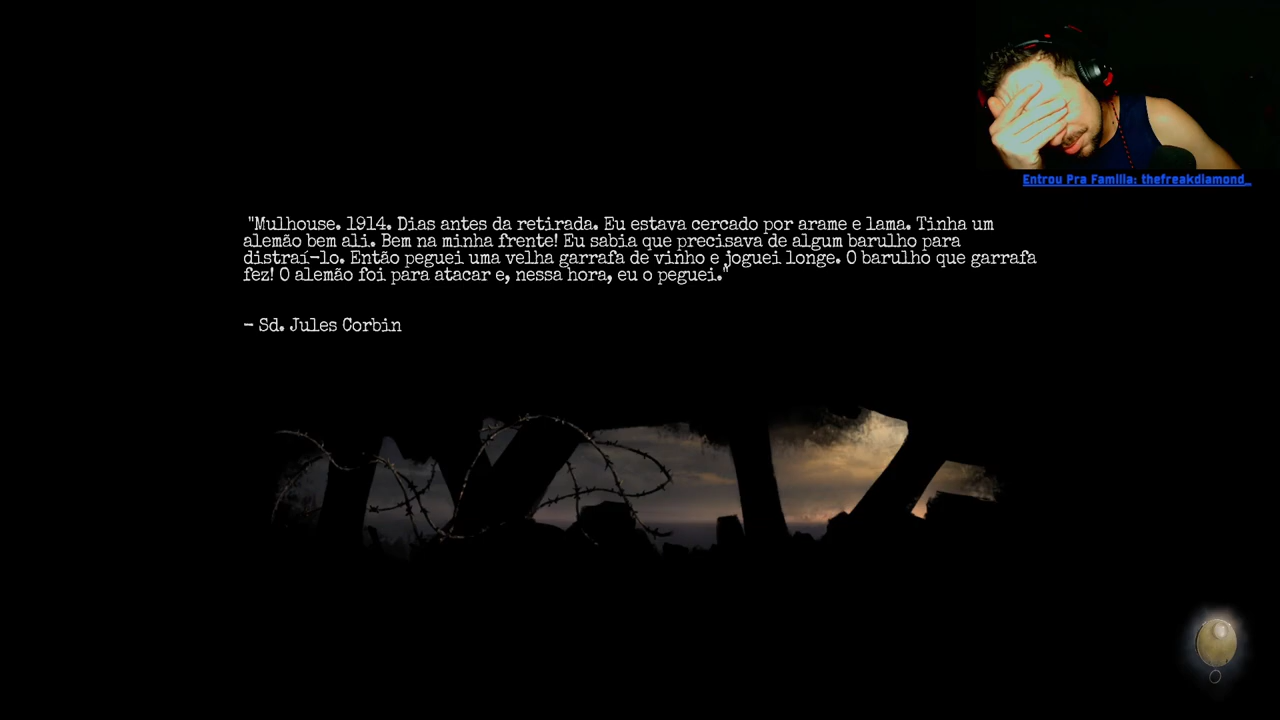 Entrou Pra Familia: thefreakdiamond_
"Mulhouse. 1914. Dias antes da retirada. Eu estava cercado por arame e lama. Tinha um
alemão bem ali. Bem na minha frente! Eu sabia que precisava de algum barulho para
distraí-lo. Então peguei uma velha garrafa de vinho e joguei longe. O barulho que garrafa
fez! O alemão foi para atacar e, nessa hora, eu o peguei."
- Sd. Jules Corbin